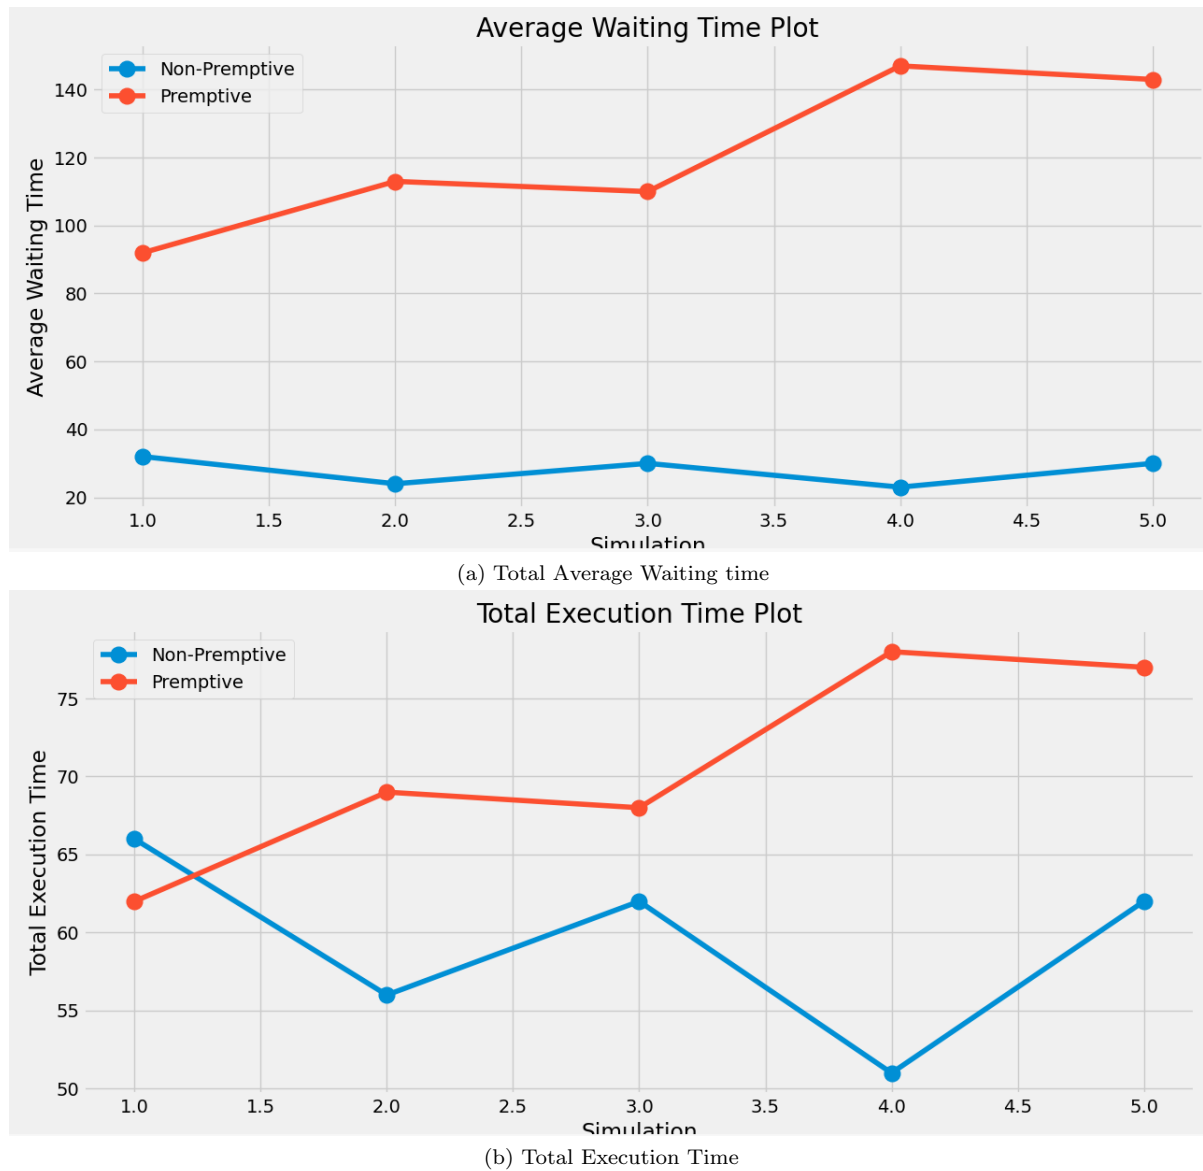 Average Waiting Time Plot
Non-Premptive
Premptive
Average Waiting Time
140
120
100
80
60
40
20
1.0 1.5 2.0 2.5 3.0 3.5 4.0 4.5 5.0
Simulation
(a) Total Average Waiting time
Total Execution Time Plot
Non-Premptive
Premptive
Total Execution Time
75
70
65
60
55
50
1.0 1.5 2.0 2.5 3.0 3.5 4.0 4.5 5.0
Simulation
(b) Total Execution Time